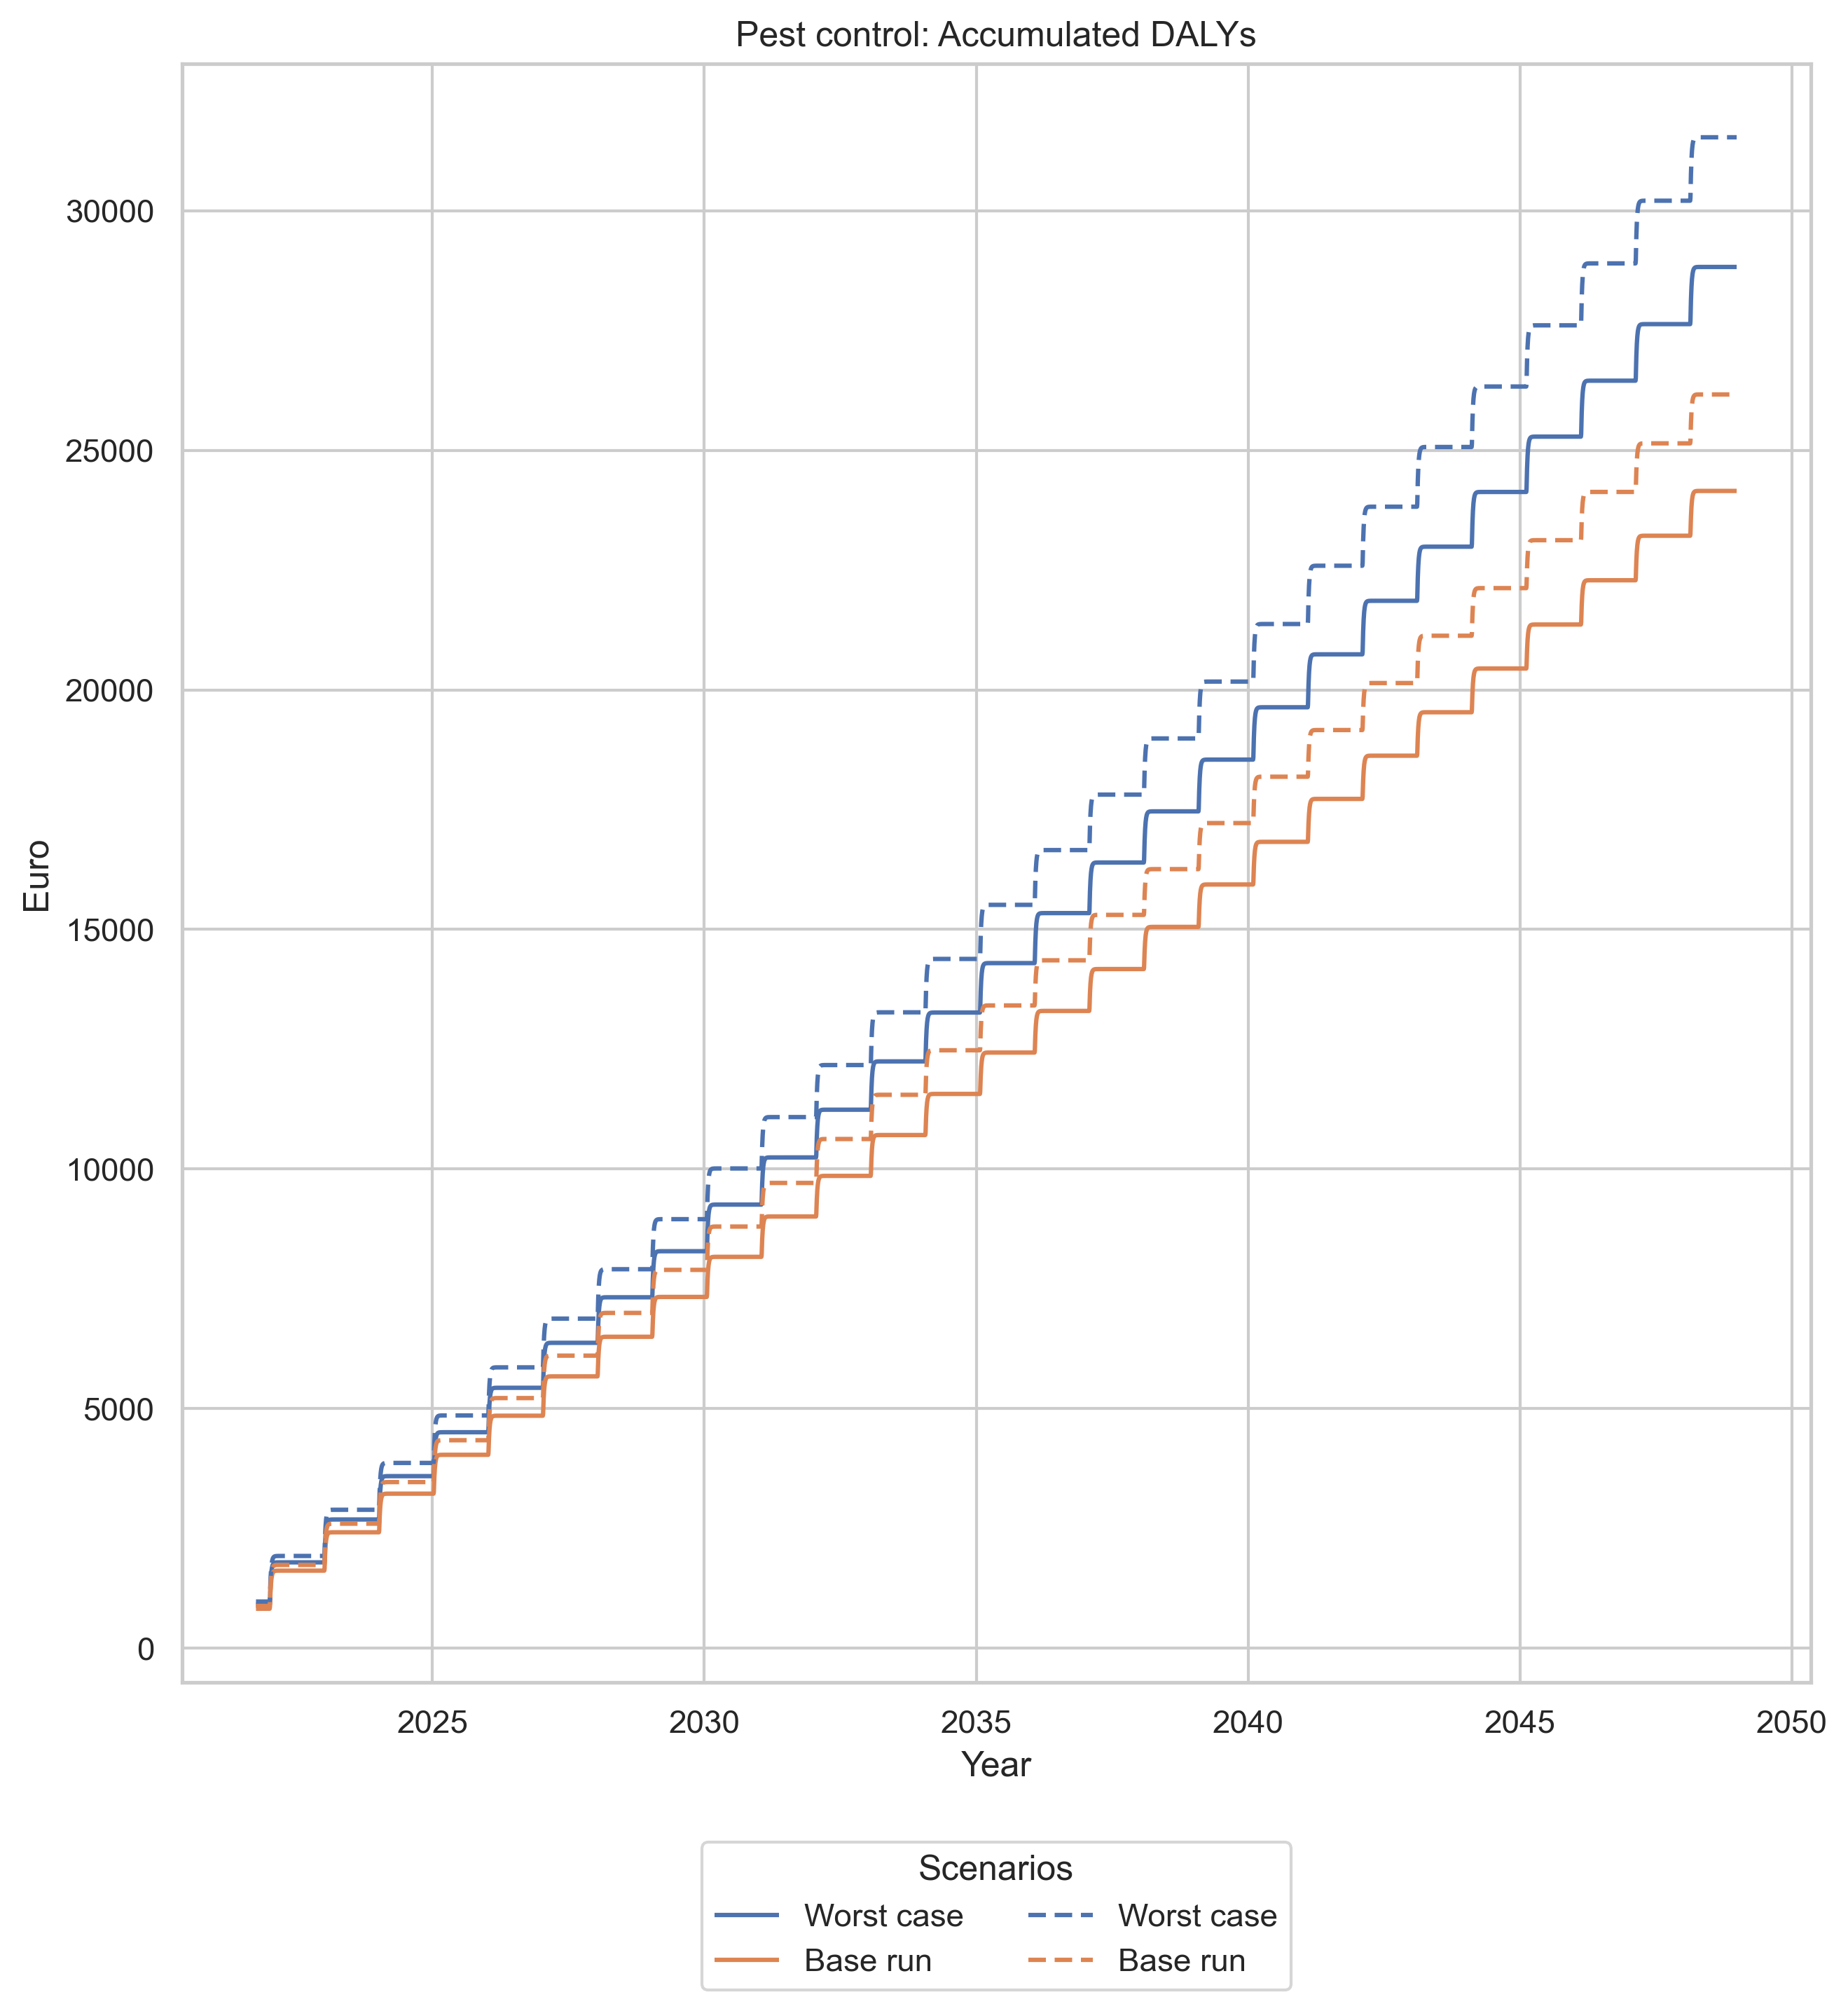 Pest control: Accumulated DALYs
30000
25000
20000
15000
10000
5000
0
Euro
2025 2030 2035 2040 2045 2050
Year
Scenarios
Worst case Worst case
Base run Base run